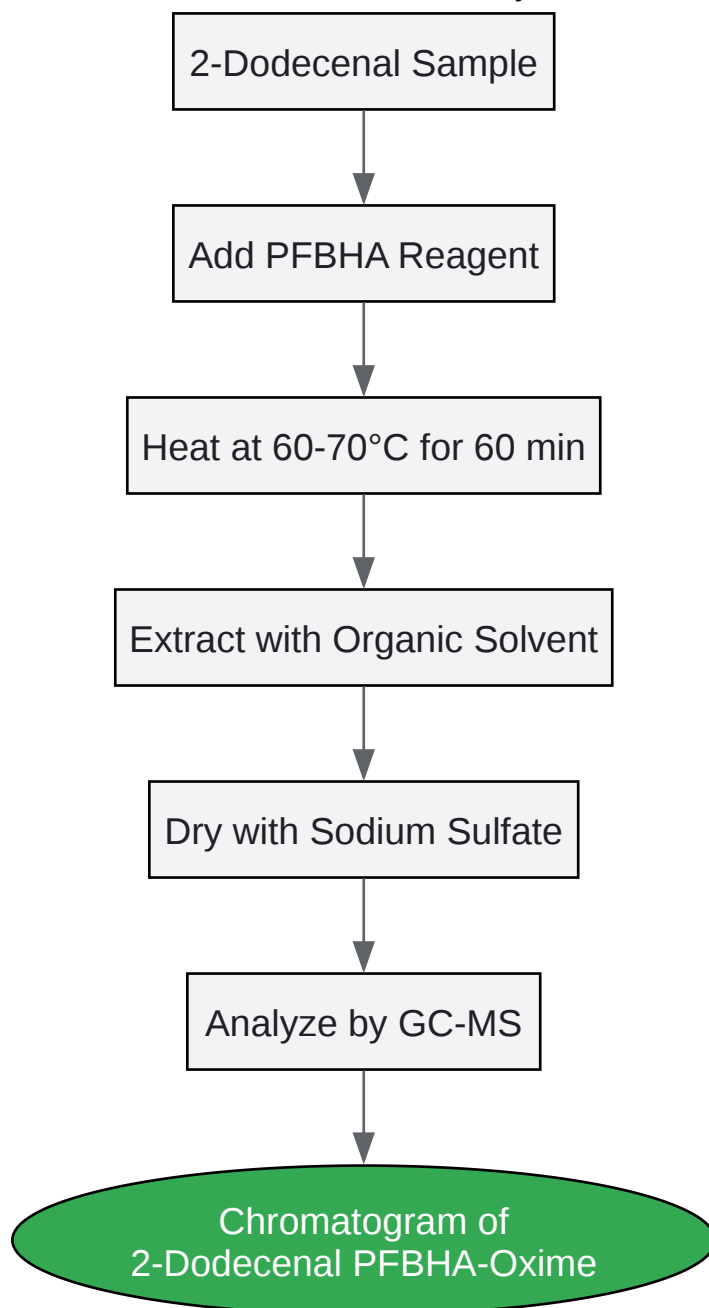 2-Dodecenal Sample
Add PFBHA Reagent
Heat at 60-70°C for 60 min
Extract with Organic Solvent
Dry with Sodium Sulfate
Analyze by GC-MS
Chromatogram of
2-Dodecenal PFBHA-Oxime